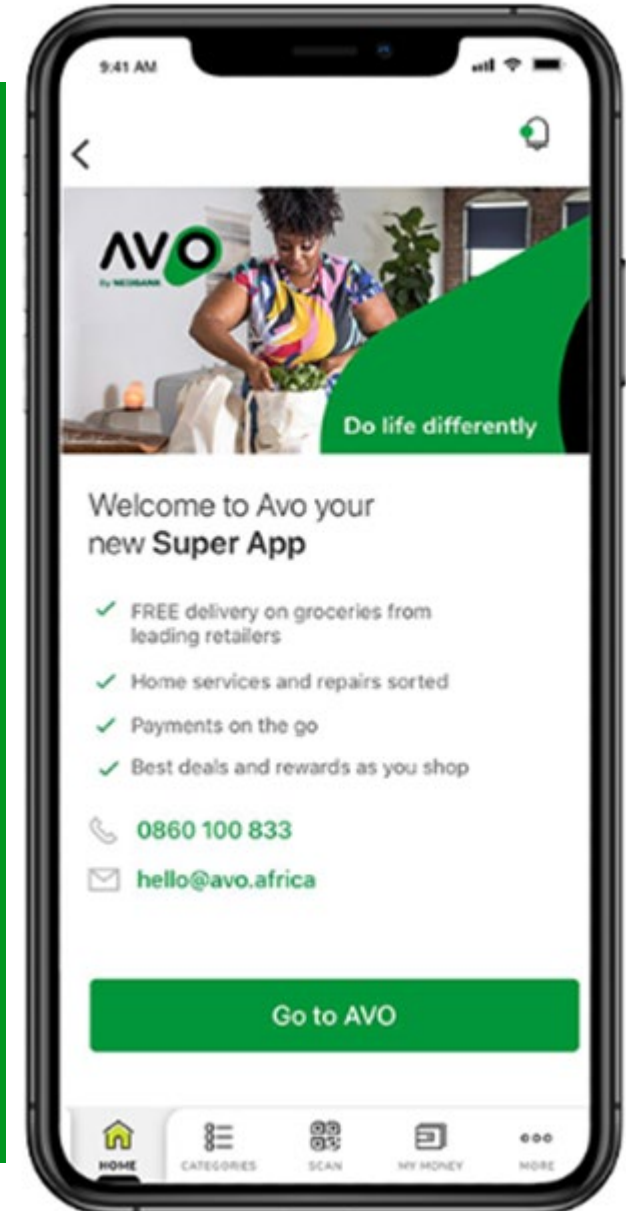 9:41 AM
AVO
By NEDBANK
Do life differently
Welcome to Avo your
new Super App
FREE delivery on groceries from
leading retailers
Home services and repairs sorted
Payments on the go
Best deals and rewards as you shop
0860 100 833
hello@avo.africa
Go to AVO
HOME CATEGORIES SCAN MY MONEY MORE